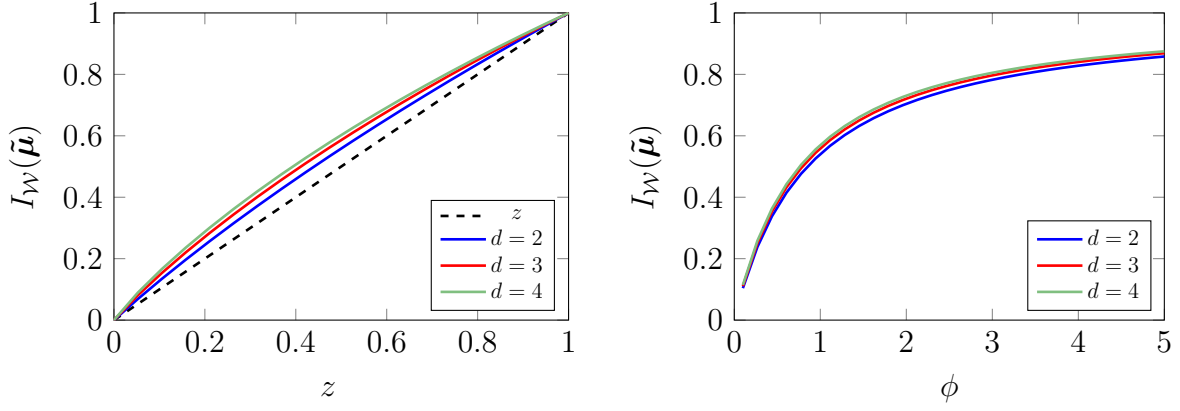 1
0.8
0.6
0.4
0.2
0
0 0.2 0.4 0.6 0.8 1
z
I_𝒲(𝝁̃)
z
d = 2
d = 3
d = 4
1
0.8
0.6
0.4
0.2
0
0 1 2 3 4 5
ϕ
I_𝒲(𝝁̃)
d = 2
d = 3
d = 4